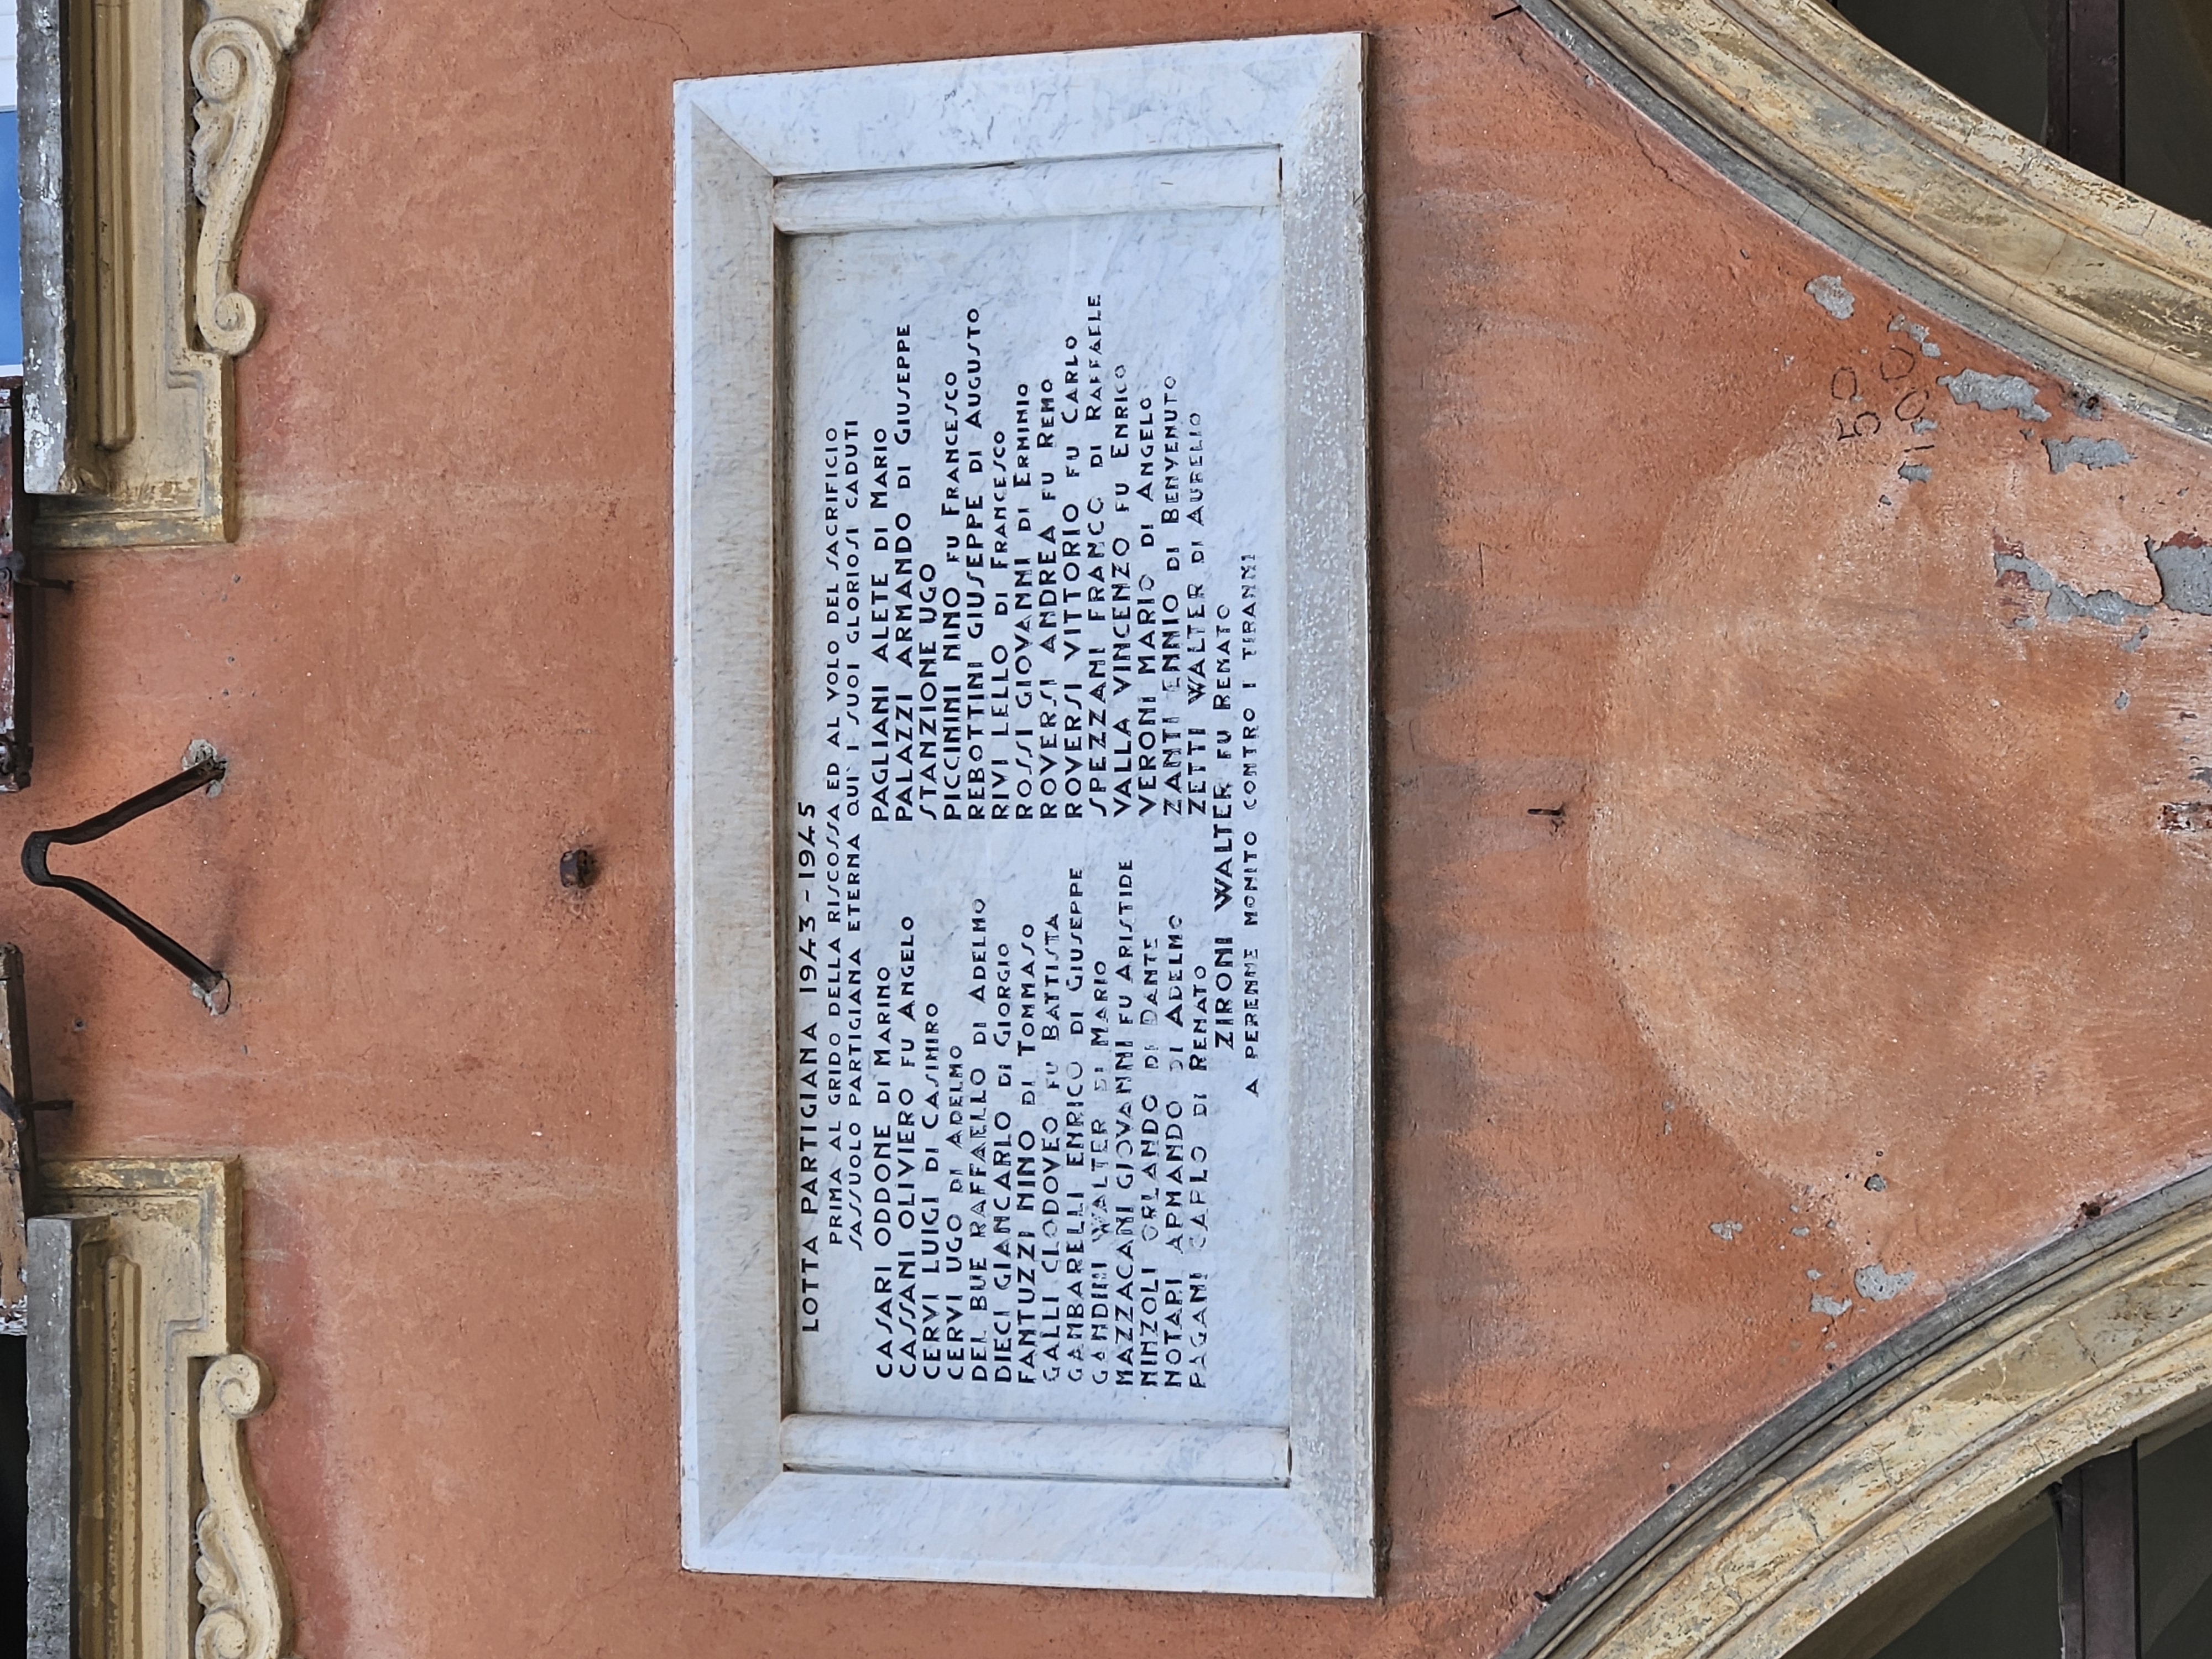 LOTTA PARTIGIANA 1943-1945
PRIMA AL GRIDO DELLA RISCOSSA ED AL VOLO DEL SACRIFICIO
SASSUOLO PARTIGIANA ETERNA QUI I SUOI GLORIOSI CADUTI
CASARI ODDONE DI MARINO
CASSANI OLIVIERO FU ANGELO
CERVI LUIGI DI CASIMIRO
CERVI UGO DI ADELMO
DEL BUE RAFFAELLO DI ADELMO
DIECI GIANCARLO DI GIORGIO
FANTUZZI NINO DI TOMMASO
GALLI CLODOVEO FU BATTISTA
GAMBARELLI ENRICO DI GIUSEPPE
GANDINI WALTER DI MARIO
MAZZACANI GIOVANNI FU ARISTIDE
NINZOLI ORLANDO DI DANTE
NOTARI ARMANDO DI ADELMO
PAGANI CARLO DI RENATO
PAGLIANI ALETE DI MARIO
PALAZZI ARMANDO DI GIUSEPPE
STANZIONE UGO
PICCININI NINO FU FRANCESCO
REBOTTINI GIUSEPPE DI AUGUSTO
RIVI LELLO DI FRANCESCO
ROSSI GIOVANNI DI ERMINIO
ROVERSI ANDREA FU REMO
ROVERSI VITTORIO FU CARLO
SPEZZANI FRANCO DI RAFFAELE
VALLA VINCENZO FU ENRICO
VERONI MARIO DI ANGELO
ZANTI ENNIO DI BENVENUTO
ZETTI WALTER DI AURELIO
ZIRONI WALTER FU RENATO
A PERENNE MONITO CONTRO I TIRANNI
50
100